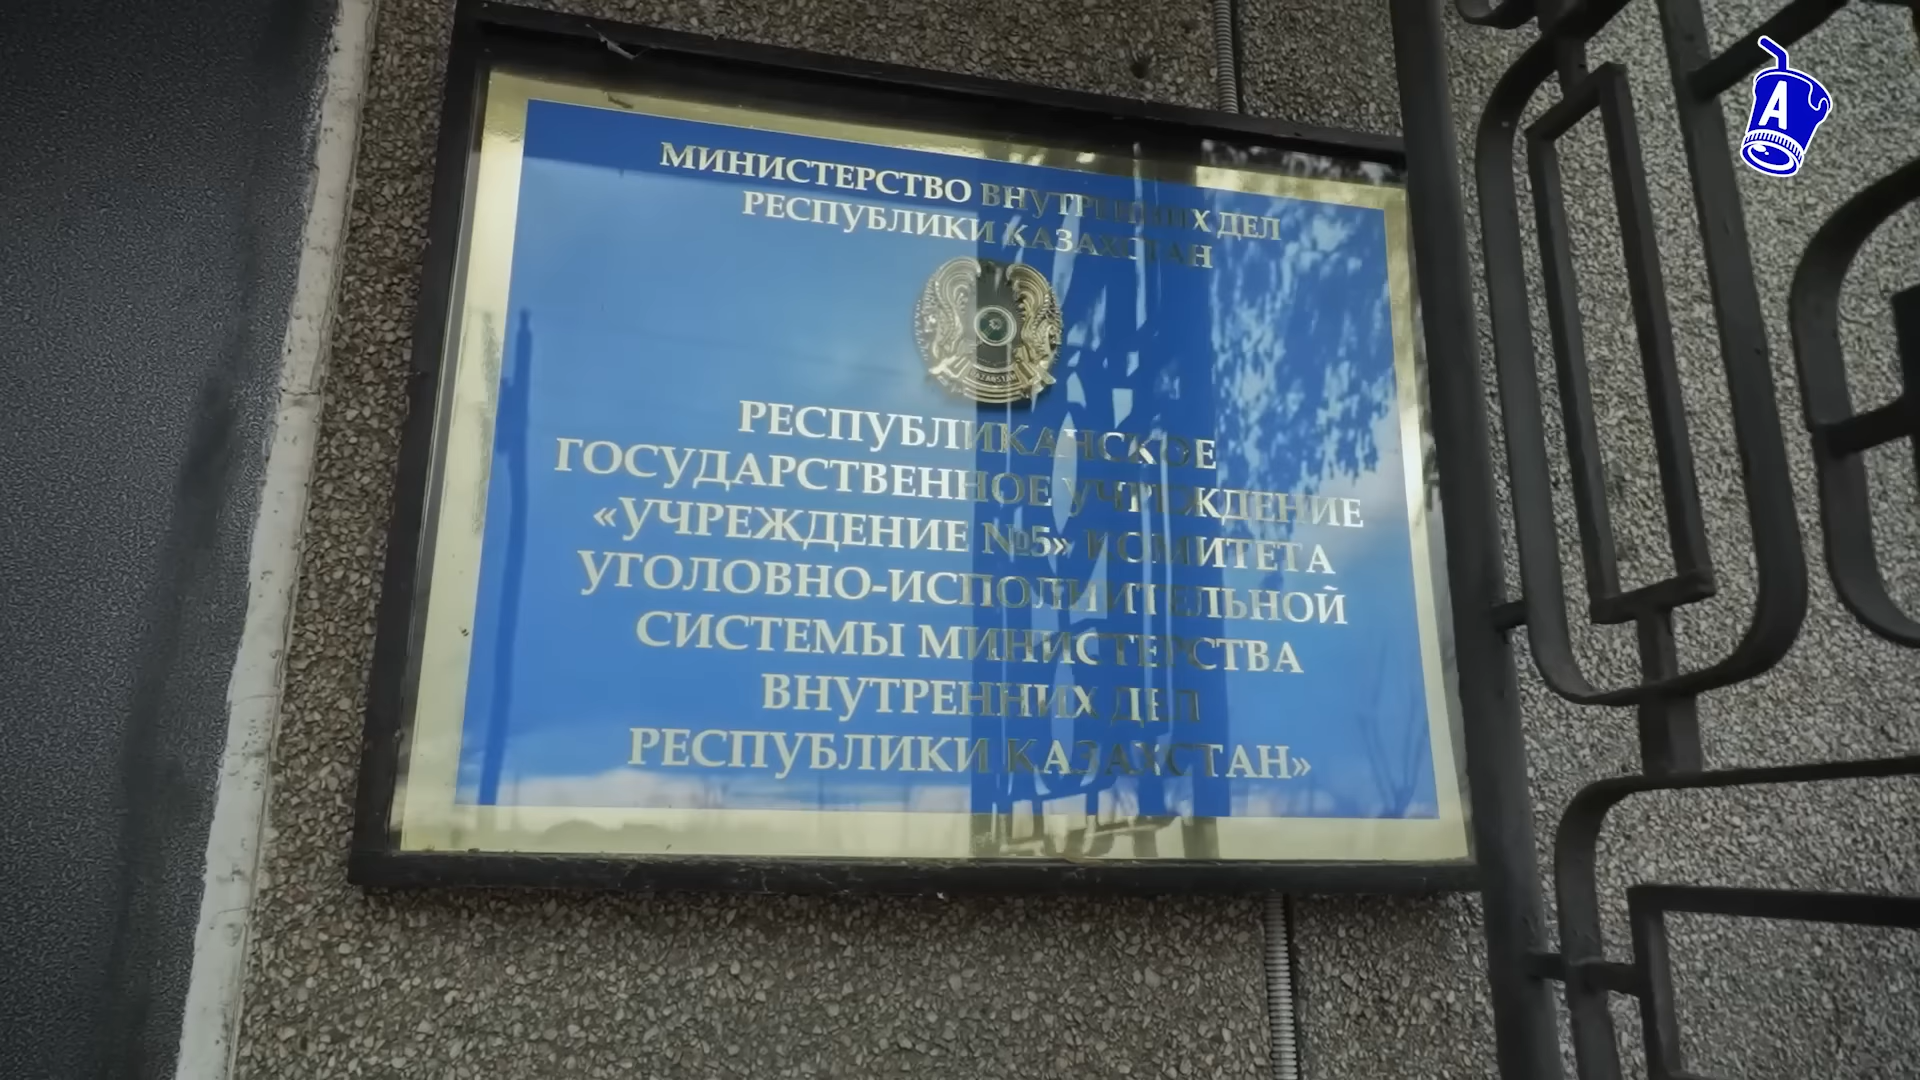 МИНИСТЕРСТВО ВНУТРЕННИХ ДЕЛ
РЕСПУБЛИКИ КАЗАХСТАН
QAZAQSTAN
РЕСПУБЛИКАНСКОЕ
ГОСУДАРСТВЕННОЕ УЧРЕЖДЕНИЕ
«УЧРЕЖДЕНИЕ №5» КОМИТЕТА
УГОЛОВНО-ИСПОЛНИТЕЛЬНОЙ
СИСТЕМЫ МИНИСТЕРСТВА
ВНУТРЕННИХ ДЕЛ
РЕСПУБЛИКИ КАЗАХСТАН»
A